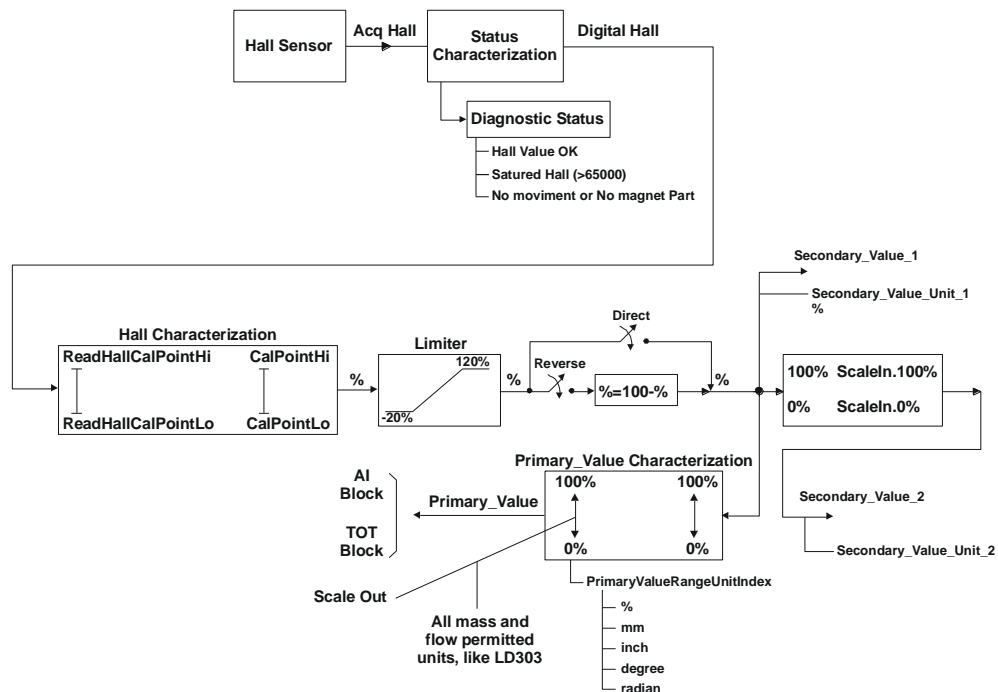 Hall Sensor
Acq Hall
Status
Characterization
Digital Hall
Diagnostic Status
Hall Value OK
Satured Hall (>65000)
No moviment or No magnet Part
Hall Characterization
ReadHallCalPointHi
CalPointHi
ReadHallCalPointLo
CalPointLo
%
Limiter
120%
-20%
%
Direct
Reverse
%=100-%
%
Secondary_Value_1
Secondary_Value_Unit_1
%
100% ScaleIn.100%
0% ScaleIn.0%
Secondary_Value_2
Secondary_Value_Unit_2
Primary_Value Characterization
100%
100%
0%
0%
Primary_Value
AI
Block
TOT
Block
Scale Out
All mass and
flow permitted
units, like LD303
PrimaryValueRangeUnitIndex
%
mm
inch
degree
radian